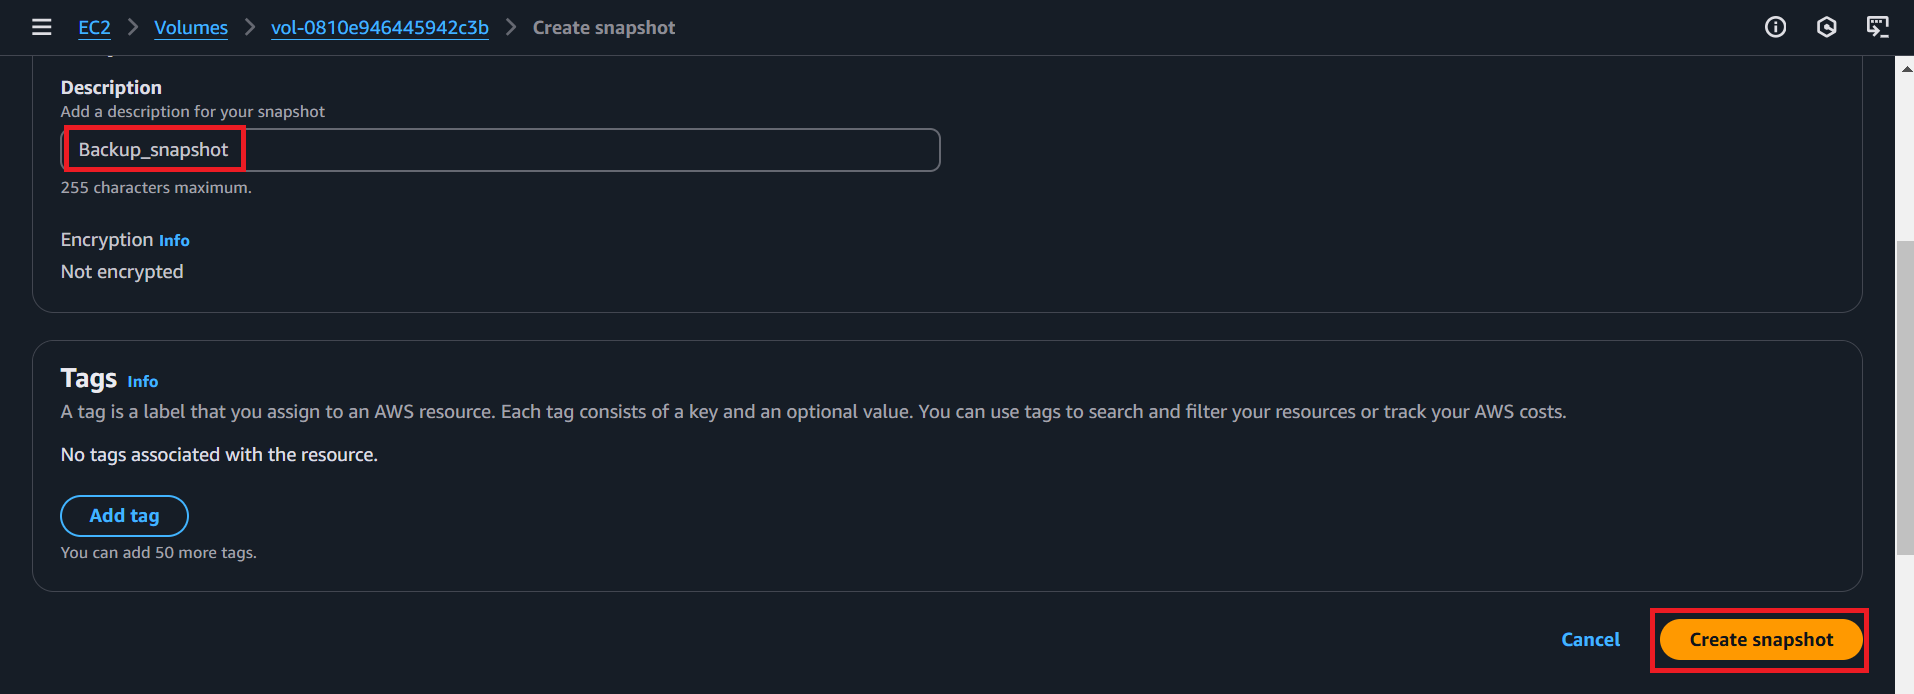 EC2 > Volumes > vol-0810e946445942c3b > Create snapshot
Description
Add a description for your snapshot
Backup_snapshot
255 characters maximum.
Encryption Info
Not encrypted
Tags Info
A tag is a label that you assign to an AWS resource. Each tag consists of a key and an optional value. You can use tags to search and filter your resources or track your AWS costs.
No tags associated with the resource.
Add tag
You can add 50 more tags.
Cancel Create snapshot